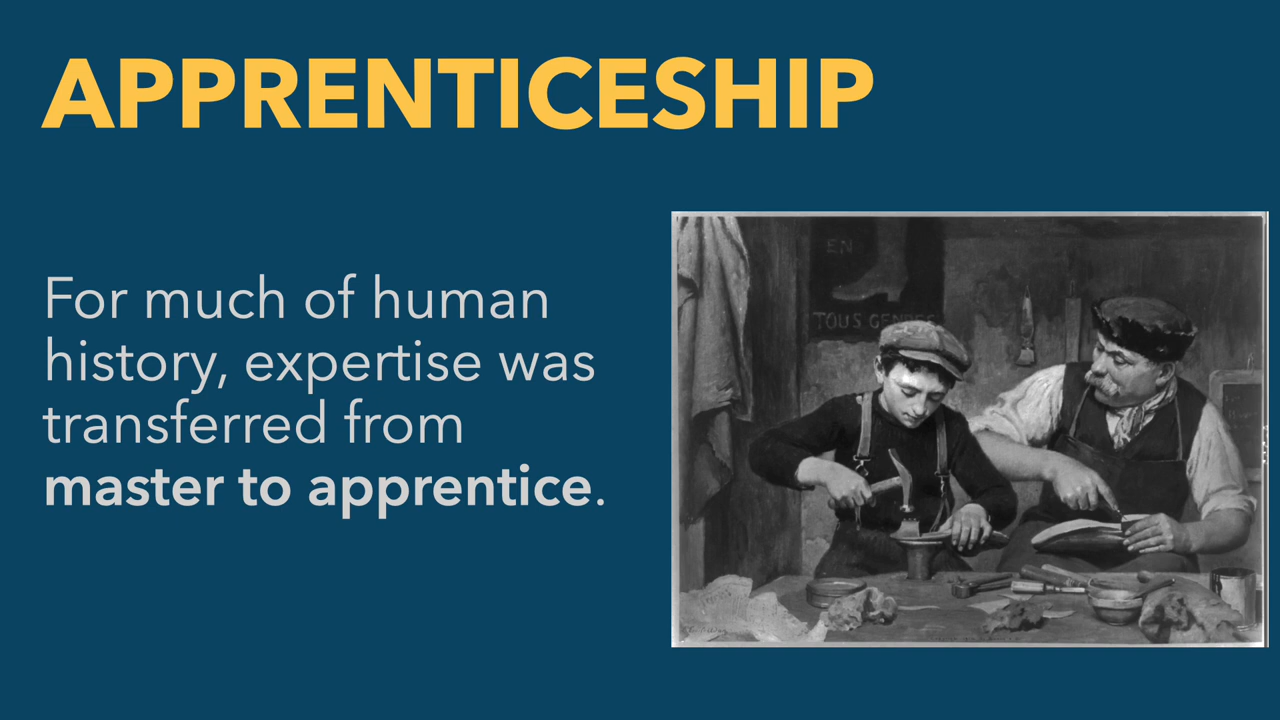 APPRENTICESHIP
For much of human
history, expertise was
transferred from
master to apprentice.
EN
TOUS GENRES